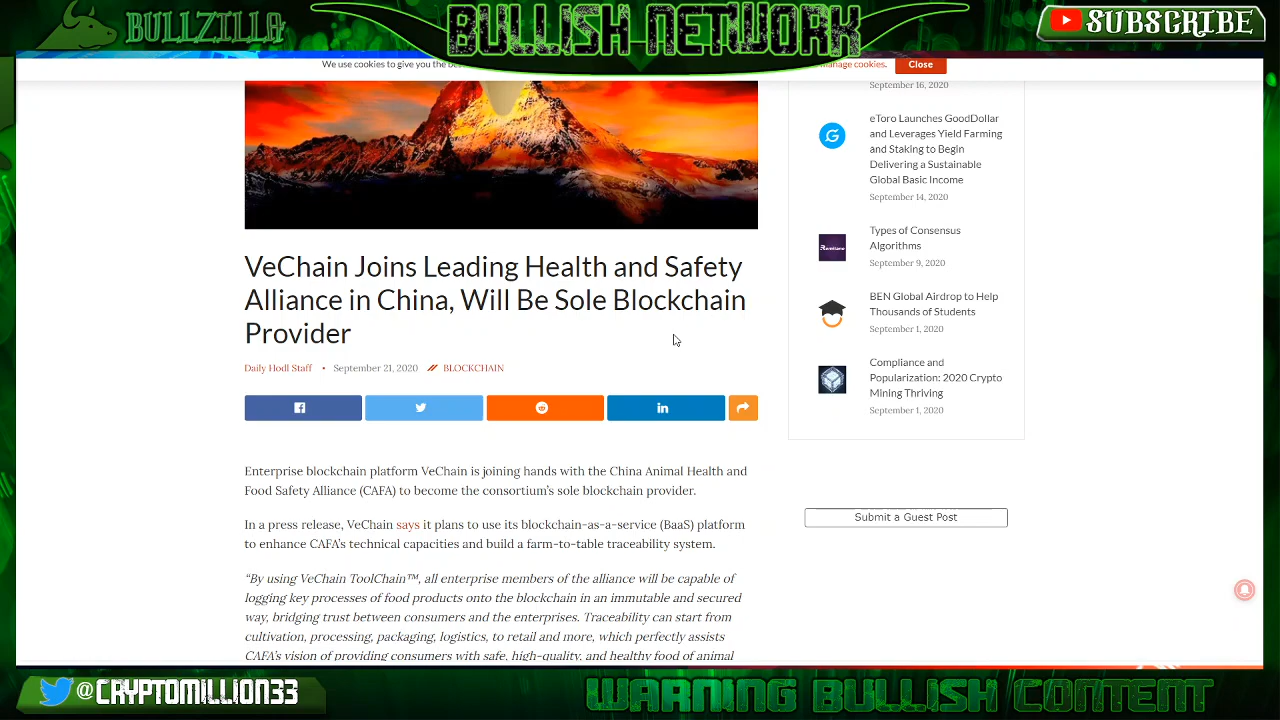 BULLZILLA
BULLISH NETWORK
SUBSCRIBE
We use cookies to give you the
manage cookies.
Close
September 16, 2020
eToro Launches GoodDollar
and Leverages Yield Farming
and Staking to Begin
Delivering a Sustainable
Global Basic Income
September 14, 2020
Remitano
Types of Consensus
Algorithms
September 9, 2020
BEN Global Airdrop to Help
Thousands of Students
September 1, 2020
Compliance and
Popularization: 2020 Crypto
Mining Thriving
September 1, 2020
Submit a Guest Post
VeChain Joins Leading Health and Safety
Alliance in China, Will Be Sole Blockchain
Provider
Daily Hodl Staff • September 21, 2020 BLOCKCHAIN
Enterprise blockchain platform VeChain is joining hands with the China Animal Health and
Food Safety Alliance (CAFA) to become the consortium's sole blockchain provider.
In a press release, VeChain says it plans to use its blockchain-as-a-service (BaaS) platform
to enhance CAFA's technical capacities and build a farm-to-table traceability system.
“By using VeChain ToolChain™, all enterprise members of the alliance will be capable of
logging key processes of food products onto the blockchain in an immutable and secured
way, bridging trust between consumers and the enterprises. Traceability can start from
cultivation, processing, packaging, logistics, to retail and more, which perfectly assists
CAFA's vision of providing consumers with safe, high-quality, and healthy food of animal
@CRYPTOMILLION33
WARNING BULLISH CONTENT